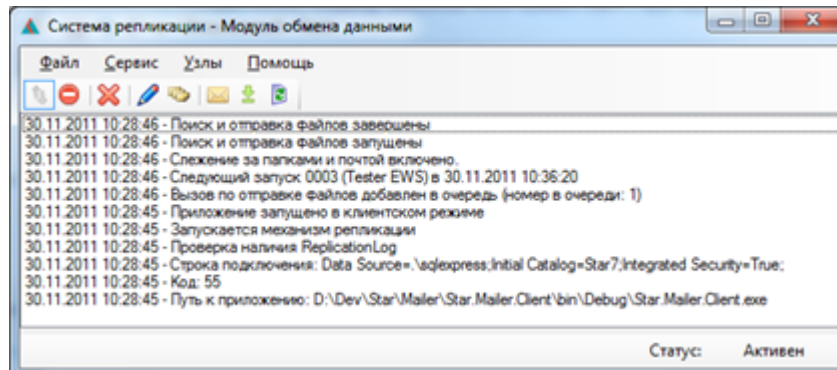 Система репликации - Модуль обмена данными
Файл Сервис Узлы Помощь
30.11.2011 10:28:46 - Поиск и отправка файлов завершены
30.11.2011 10:28:46 - Поиск и отправка файлов запущены
30.11.2011 10:28:46 - Слежение за папками и почтой включено.
30.11.2011 10:28:46 - Следующий запуск 0003 (Tester EWS) в 30.11.2011 10:36:20
30.11.2011 10:28:46 - Вызов по отправке файлов добавлен в очередь (номер в очереди: 1)
30.11.2011 10:28:45 - Приложение запущено в клиентском режиме
30.11.2011 10:28:45 - Запускается механизм репликации
30.11.2011 10:28:45 - Проверка наличия ReplicationLog
30.11.2011 10:28:45 - Строка подключения: Data Source=.\sqlexpress;Initial Catalog=Star7;Integrated Security=True;
30.11.2011 10:28:45 - Код: 55
30.11.2011 10:28:45 - Путь к приложению: D:\Dev\Star\Mailer\Star.Mailer.Client\bin\Debug\Star.Mailer.Client.exe
Статус: Активен